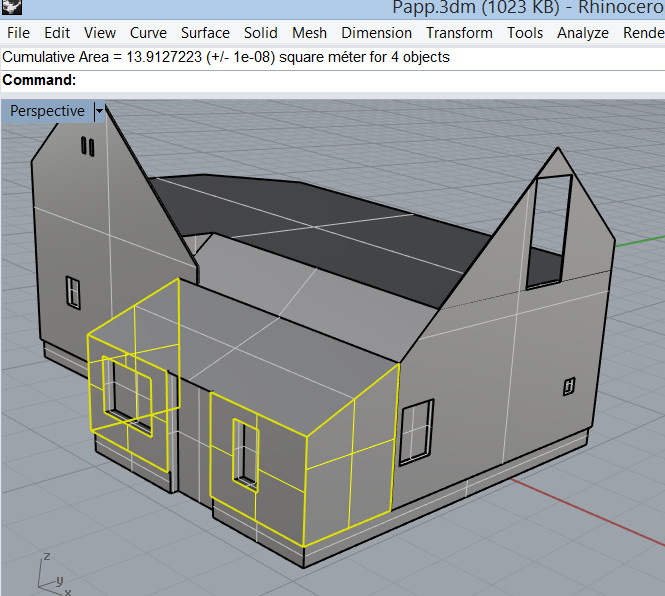 Papp.3dm (1023 KB) - Rhinocero
File Edit View Curve Surface Solid Mesh Dimension Transform Tools Analyze Rende
Cumulative Area = 13.9127223 (+/- 1e-08) square méter for 4 objects
Command:
Perspective
z
y
x